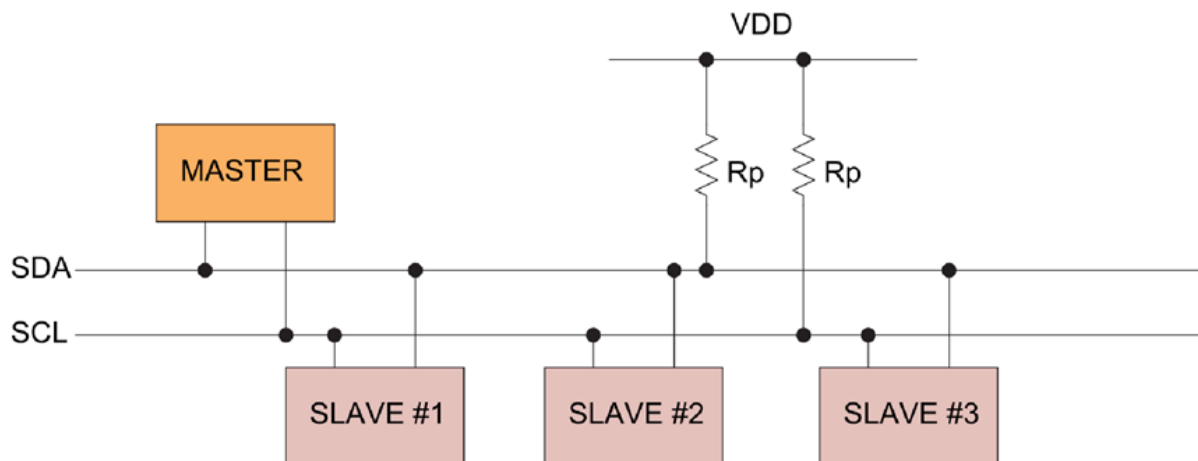 VDD
MASTER
Rp
Rp
SDA
SCL
SLAVE #1
SLAVE #2
SLAVE #3